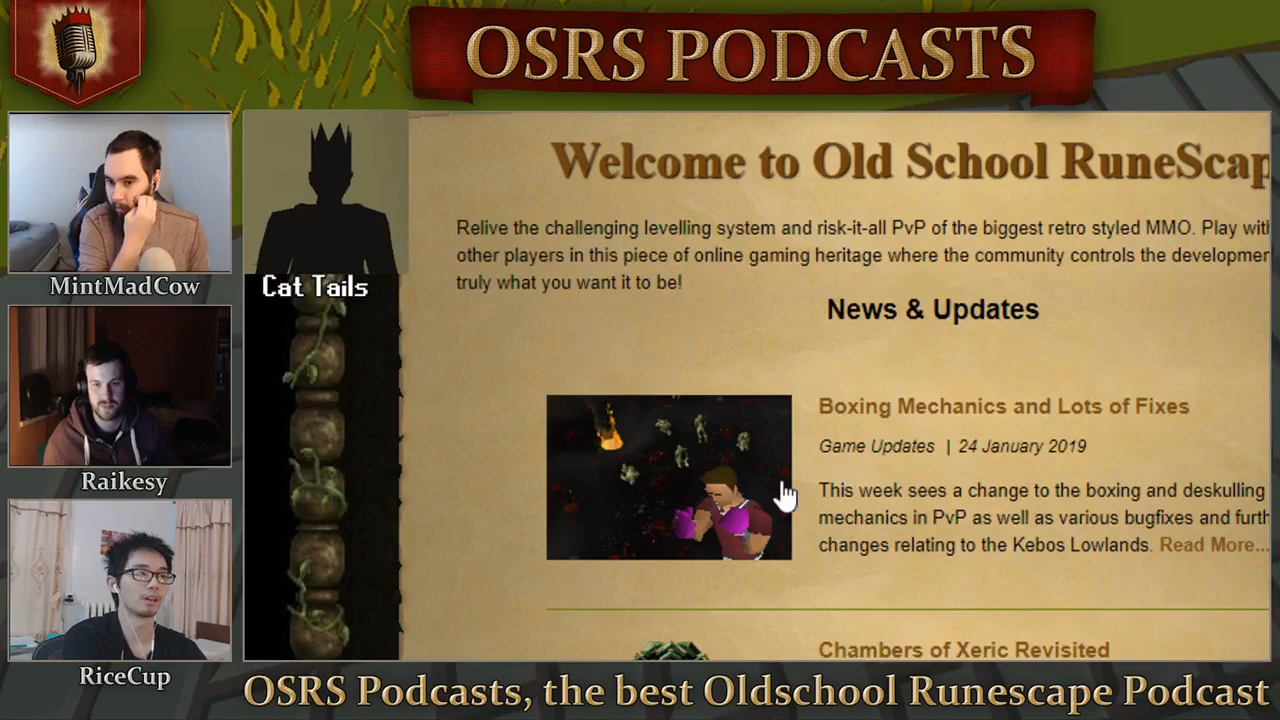 OSRS PODCASTS
MintMadCow
Raikesy
RiceCup
Cat Tails
Welcome to Old School RuneScap
Relive the challenging levelling system and risk-it-all PvP of the biggest retro styled MMO. Play with
other players in this piece of online gaming heritage where the community controls the developmen
truly what you want it to be!
News & Updates
Boxing Mechanics and Lots of Fixes
Game Updates | 24 January 2019
This week sees a change to the boxing and deskulling
mechanics in PvP as well as various bugfixes and furth
changes relating to the Kebos Lowlands. Read More...
Chambers of Xeric Revisited
OSRS Podcasts, the best Oldschool Runescape Podcast